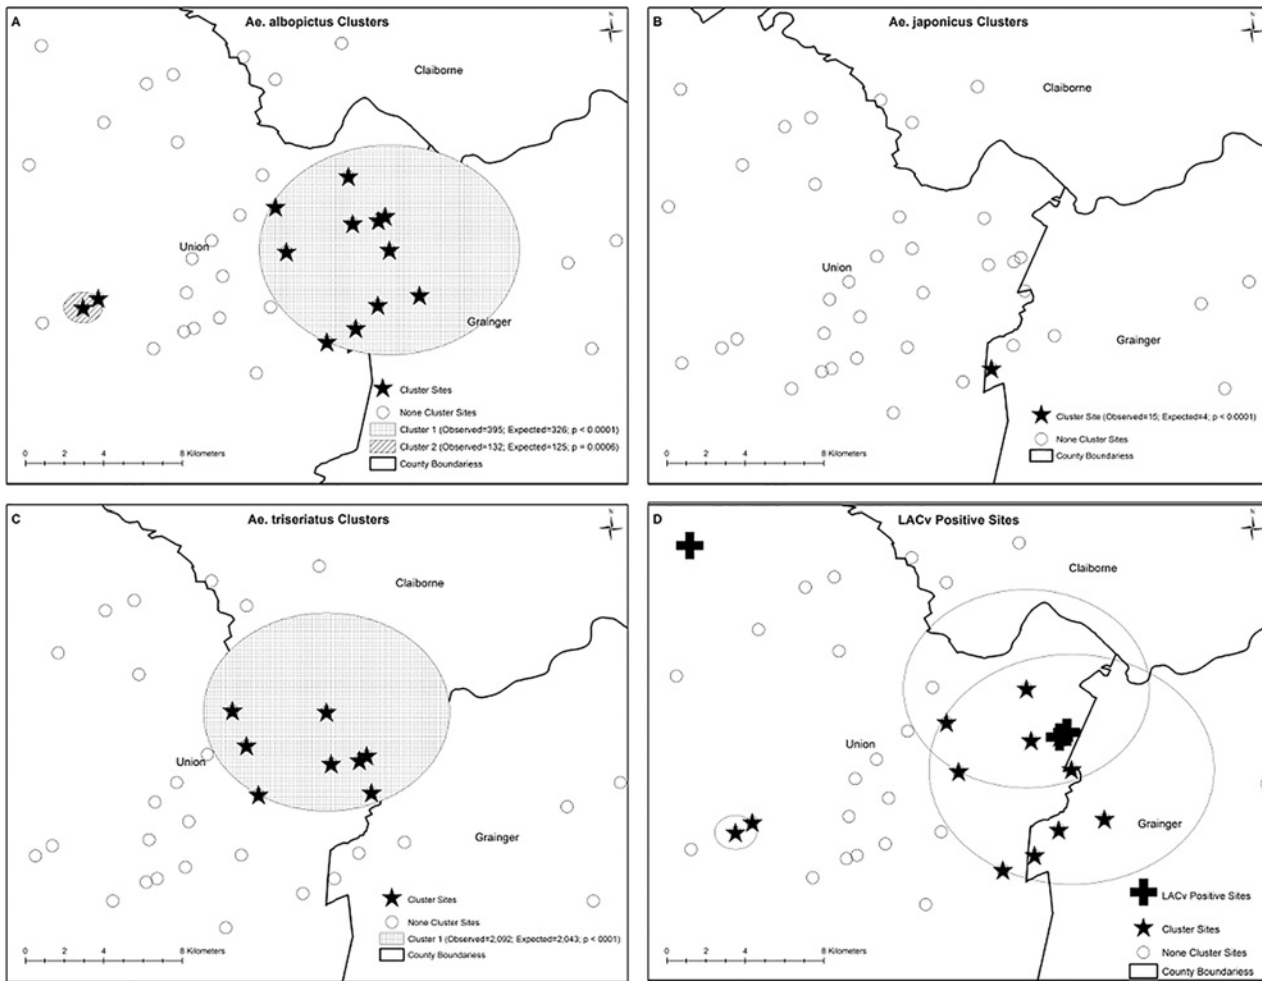 A
Ae. albopictus Clusters
Claiborne
Union
Grainger
Cluster Sites
None Cluster Sites
Cluster 1 (Observed=395; Expected=326; p < 0.0001)
Cluster 2 (Observed=132; Expected=125; p = 0.0006)
County Boundariess
0 2 4 8 Kilometers
B
Ae. japonicus Clusters
Claiborne
Union
Grainger
Cluster Site (Observed=15; Expected=4; p < 0.0001)
None Cluster Sites
County Boundariess
0 2 4 8 Kilometers
C
Ae. triseriatus Clusters
Claiborne
Union
Grainger
Cluster Sites
None Cluster Sites
Cluster 1 (Observed=2,092; Expected=2,043; p < 0001)
County Boundariess
0 2 4 8 Kilometers
D
LACv Positive Sites
Claiborne
Union
Grainger
LACv Positive Sites
Cluster Sites
None Cluster Sites
County Boundariess
0 2 4 8 Kilometers